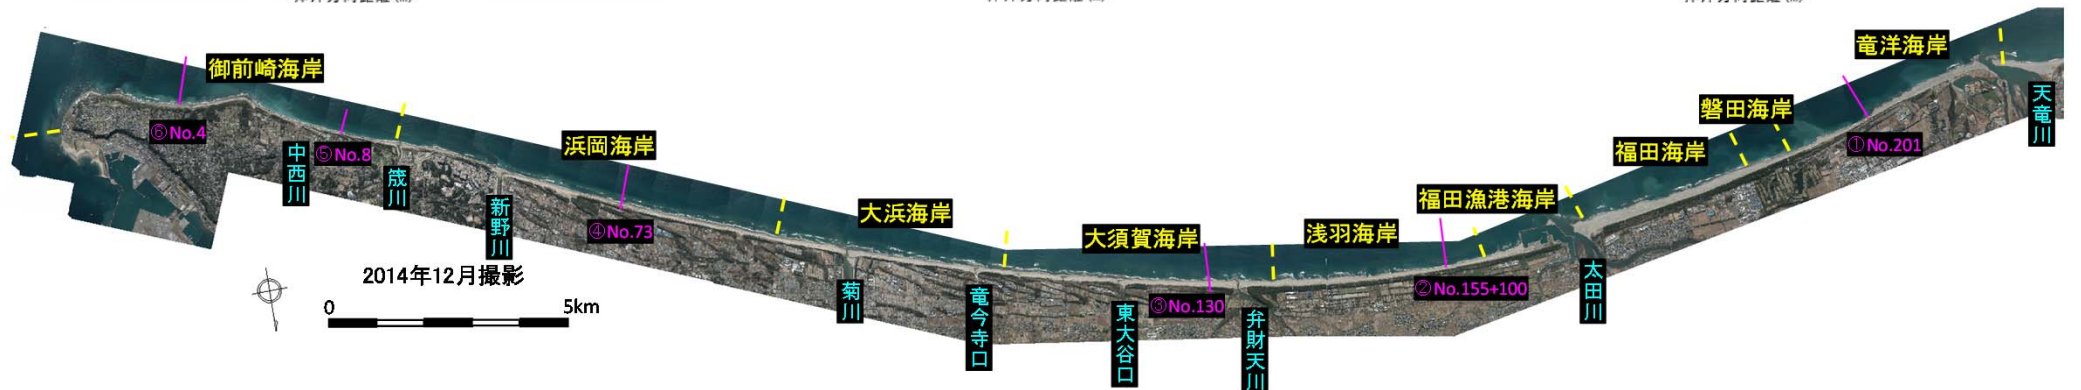 御前崎海岸
浜岡海岸
大浜海岸
大須賀海岸
浅羽海岸
福田漁港海岸
福田海岸
磐田海岸
竜洋海岸
⑥No.4
⑤No.8
④No.73
③No.130
②No.155+100
①No.201
中西川
筬川
新野川
菊川
竜今寺口
東大谷口
弁財天川
太田川
天竜川
2014年12月撮影
0 5km